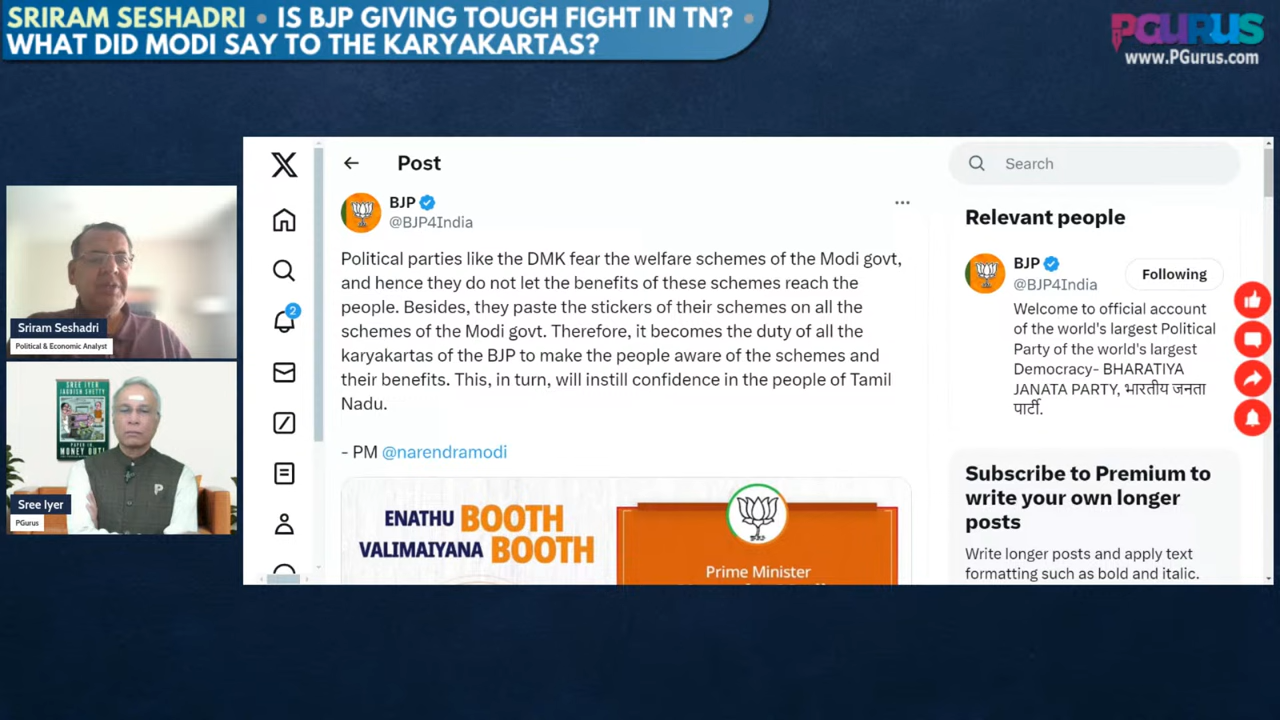 SRIRAM SESHADRI • IS BJP GIVING TOUGH FIGHT IN TN? •
WHAT DID MODI SAY TO THE KARYAKARTAS?
PGURUS
www.PGurus.com
Sriram Seshadri
Political & Economic Analyst
SREE IYER
MONEY OUT!
P
Sree Iyer
PGurus
2
Post
BJP
@BJP4India
Political parties like the DMK fear the welfare schemes of the Modi govt,
and hence they do not let the benefits of these schemes reach the
people. Besides, they paste the stickers of their schemes on all the
schemes of the Modi govt. Therefore, it becomes the duty of all the
karyakartas of the BJP to make the people aware of the schemes and
their benefits. This, in turn, will instill confidence in the people of Tamil
Nadu.
- PM @narendramodi
ENATHU BOOTH
VALIMAIYANA BOOTH
Prime Minister
Search
Relevant people
BJP
@BJP4India
Following
Welcome to official account
of the world's largest Political
Party of the world's largest
Democracy- BHARATIYA
JANATA PARTY, भारतीय जनता
पार्टी.
Subscribe to Premium to
write your own longer
posts
Write longer posts and apply text
formatting such as bold and italic.